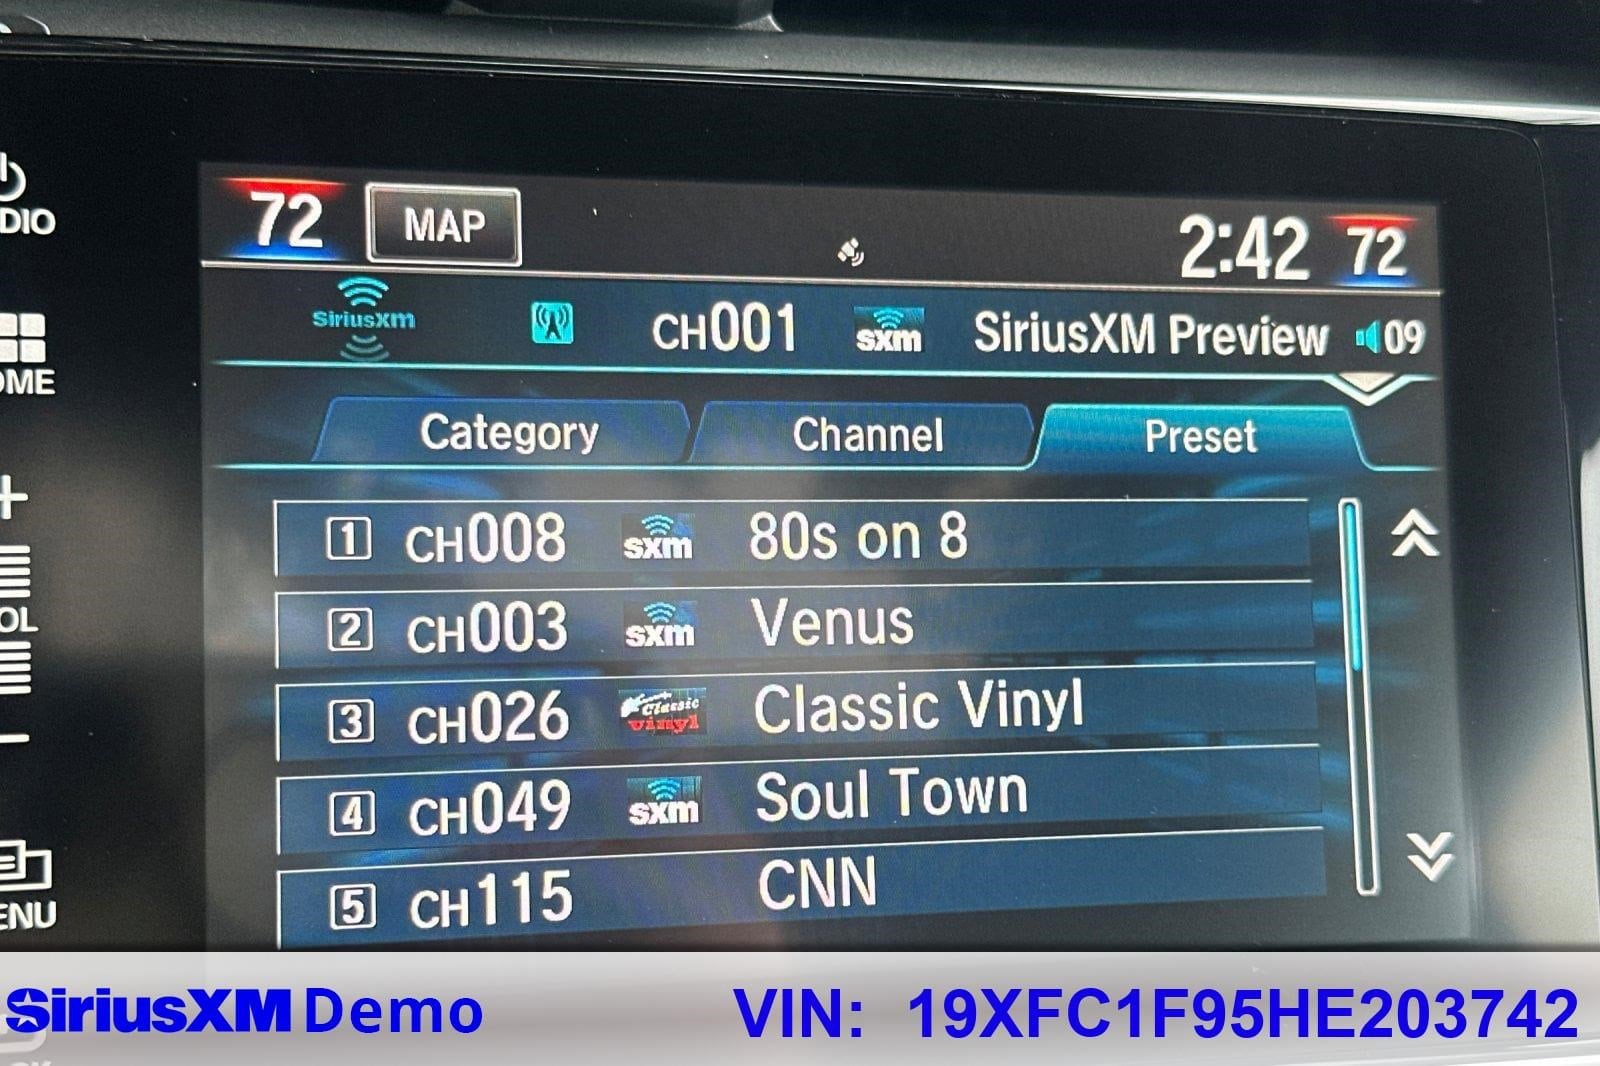 72 MAP 2:42 72
DIO
SiriusXM CH001 sxm SiriusXM Preview 09
OME
Category Channel Preset
1 CH008 sxm 80s on 8
+
2 CH003 sxm Venus
OL
3 CH026 Classic Vinyl Classic Vinyl
4 CH049 sxm Soul Town
5 CH115 CNN
ENU
SiriusXM Demo VIN: 19XFC1F95HE203742